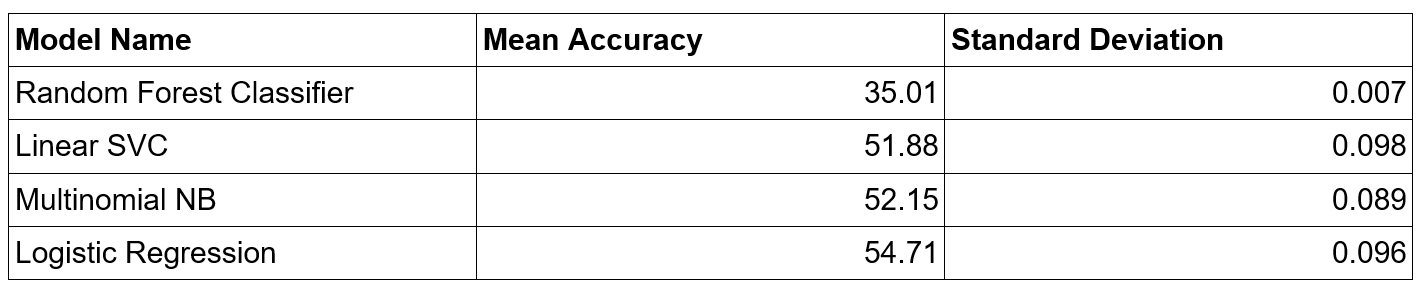 Model Name Mean Accuracy Standard Deviation
Random Forest Classifier 35.01 0.007
Linear SVC 51.88 0.098
Multinomial NB 52.15 0.089
Logistic Regression 54.71 0.096